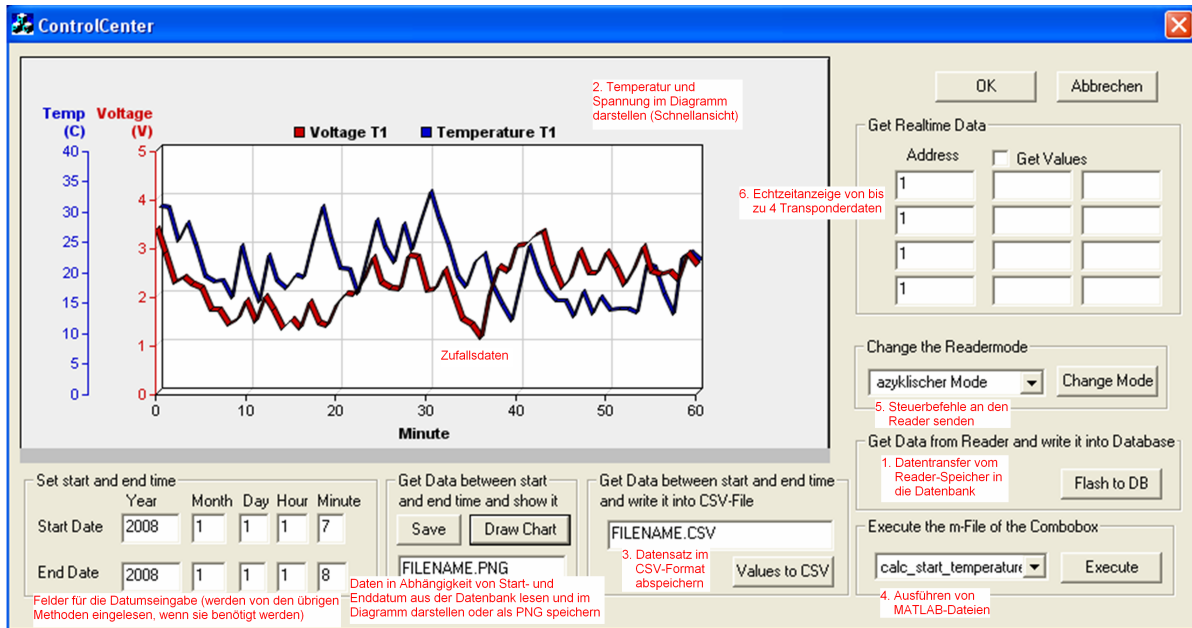 ControlCenter
2. Temperatur und
Spannung im Diagramm
darstellen (Schnellansicht)
Temp
(C)
Voltage
(V)
Voltage T1
Temperature T1
40
35
30
25
20
15
10
5
0
5
4
3
2
1
0
Zufallsdaten
0
10
20
30
40
50
60
Minute
OK
Abbrechen
Get Realtime Data
Address
Get Values
1
1
1
1
6. Echtzeitanzeige von bis
zu 4 Transponderdaten
Change the Readermode
azyklischer Mode
Change Mode
5. Steuerbefehle an den
Reader senden
Get Data from Reader and write it into Database
1. Datentransfer vom
Reader-Speicher in
die Datenbank
Flash to DB
Execute the m-File of the Combobox
calc_start_temperature
Execute
4. Ausführen von
MATLAB-Dateien
Set start and end time
Year Month Day Hour Minute
Start Date 2008 1 1 1 7
End Date 2008 1 1 1 8
Felder für die Datumseingabe (werden von den übrigen
Methoden eingelesen, wenn sie benötigt werden)
Get Data between start
and end time and show it
Save
Draw Chart
FILENAME.PNG
Daten in Abhängigkeit von Start- und
Enddatum aus der Datenbank lesen und im
Diagramm darstellen oder als PNG speichern
Get Data between start and end time
and write it into CSV-File
FILENAME.CSV
3. Datensatz im
CSV-Format
abspeichern
Values to CSV